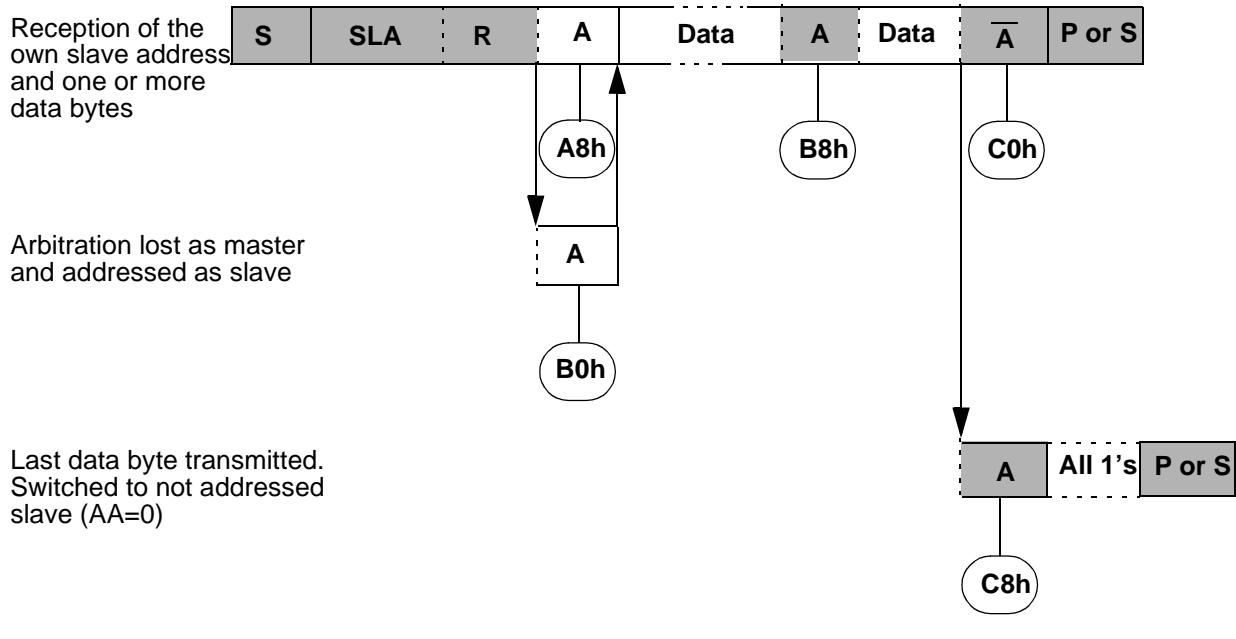 Reception of the
own slave address
and one or more
data bytes
S SLA R A Data A Data A̅ P or S
A8h B8h C0h
Arbitration lost as master
and addressed as slave
A
B0h
Last data byte transmitted.
Switched to not addressed
slave (AA=0)
A All 1's P or S
C8h